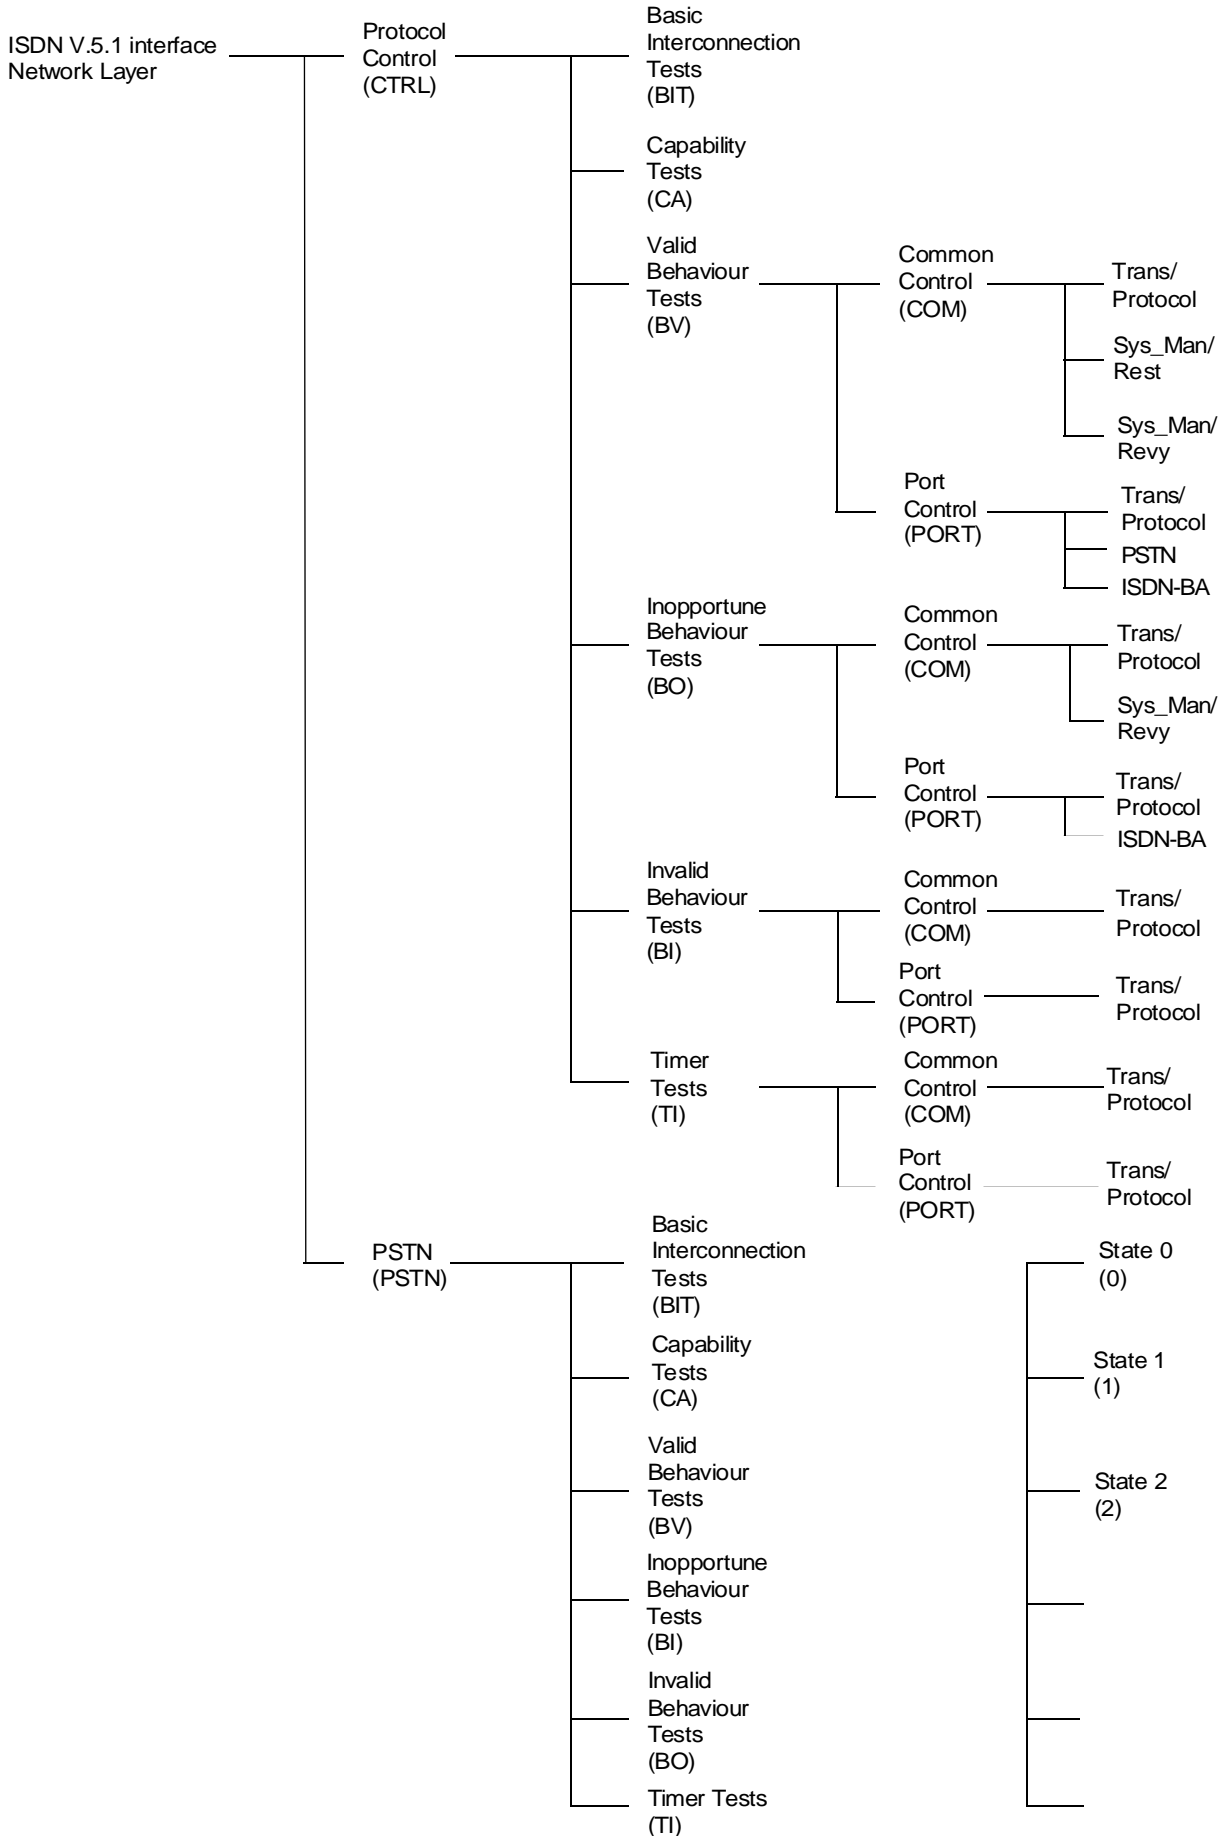 ISDN V.5.1 interface
Network Layer
Protocol
Control
(CTRL)
Basic
Interconnection
Tests
(BIT)
Capability
Tests
(CA)
Valid
Behaviour
Tests
(BV)
Common
Control
(COM)
Trans/
Protocol
Sys_Man/
Rest
Sys_Man/
Revy
Port
Control
(PORT)
Trans/
Protocol
PSTN
ISDN-BA
Inopportune
Behaviour
Tests
(BO)
Common
Control
(COM)
Trans/
Protocol
Sys_Man/
Revy
Port
Control
(PORT)
Trans/
Protocol
ISDN-BA
Invalid
Behaviour
Tests
(BI)
Common
Control
(COM)
Trans/
Protocol
Port
Control
(PORT)
Trans/
Protocol
Timer
Tests
(TI)
Common
Control
(COM)
Trans/
Protocol
Port
Control
(PORT)
Trans/
Protocol
PSTN
(PSTN)
Basic
Interconnection
Tests
(BIT)
Capability
Tests
(CA)
Valid
Behaviour
Tests
(BV)
Inopportune
Behaviour
Tests
(BI)
Invalid
Behaviour
Tests
(BO)
Timer Tests
(TI)
State 0
(0)
State 1
(1)
State 2
(2)